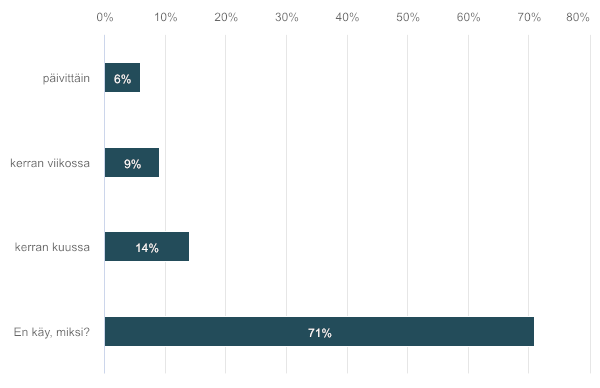 0% 10% 20% 30% 40% 50% 60% 70% 80%
päivittäin 6%
kerran viikossa 9%
kerran kuussa 14%
En käy, miksi? 71%